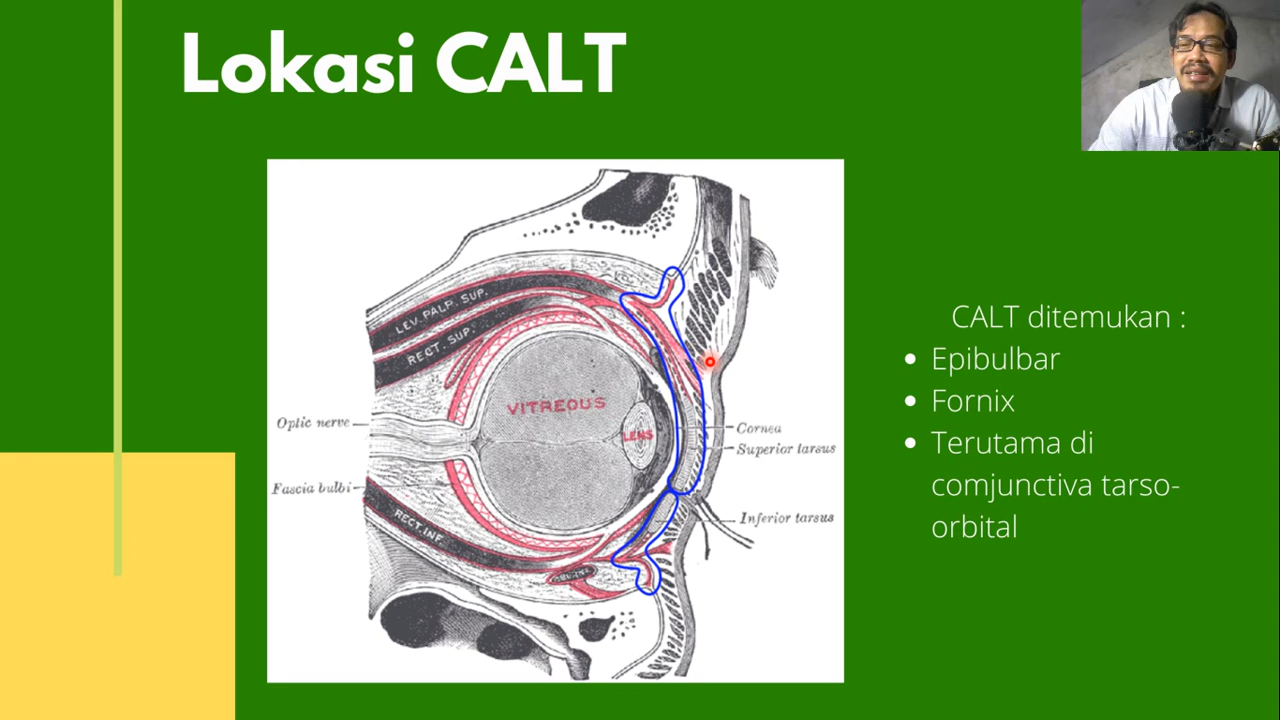 Lokasi CALT
LEV. PALP. SUP.
RECT. SUP.
VITREOUS
LENS
Optic nerve
Cornea
Superior tarsus
Fascia bulbi
Inferior tarsus
RECT. INF.
CALT ditemukan :
Epibulbar
Fornix
Terutama di
comjunctiva tarso-
orbital